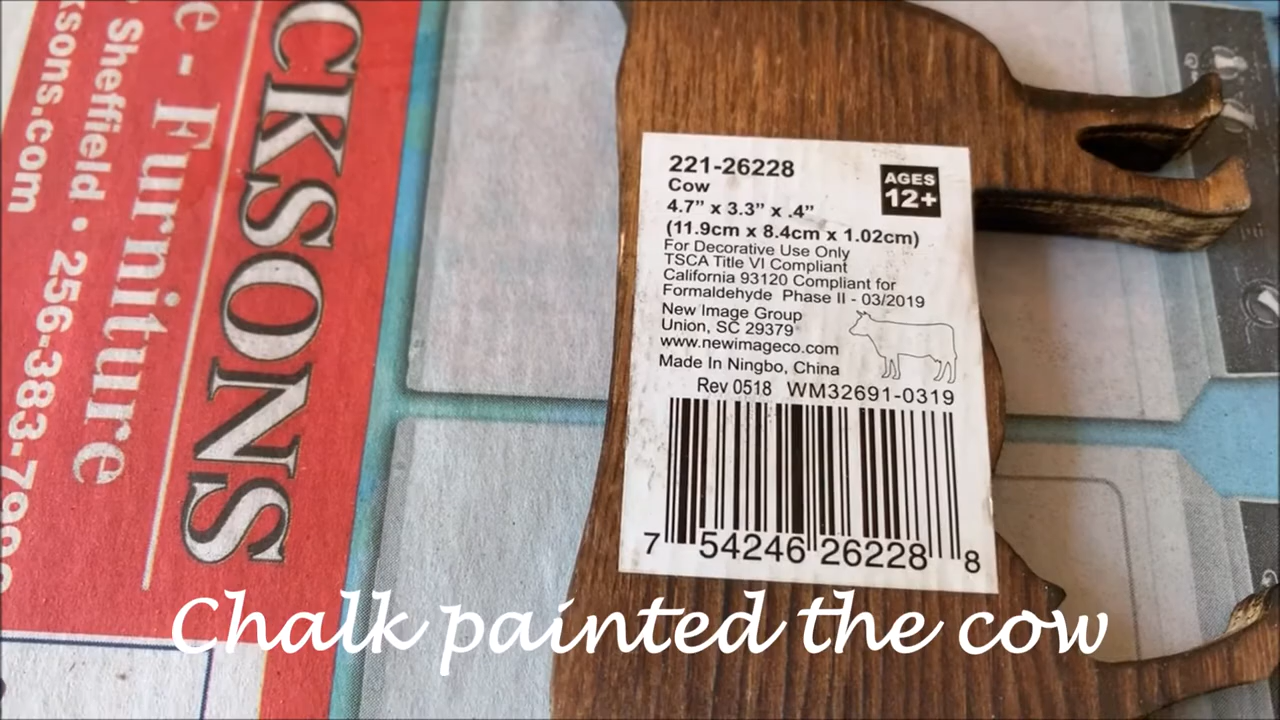 CKSONS
e - Furniture
Sheffield • 256-383-
ksons.com
221-26228
AGES
12+
Cow
4.7” x 3.3” x .4”
(11.9cm x 8.4cm x 1.02cm)
For Decorative Use Only
TSCA Title VI Compliant
California 93120 Compliant for
Formaldehyde Phase II - 03/2019
New Image Group
Union, SC 29379
www.newimageco.com
Made In Ningbo, China
Rev 0518 WM32691-0319
7 54246 26228 8
Chalk painted the cow